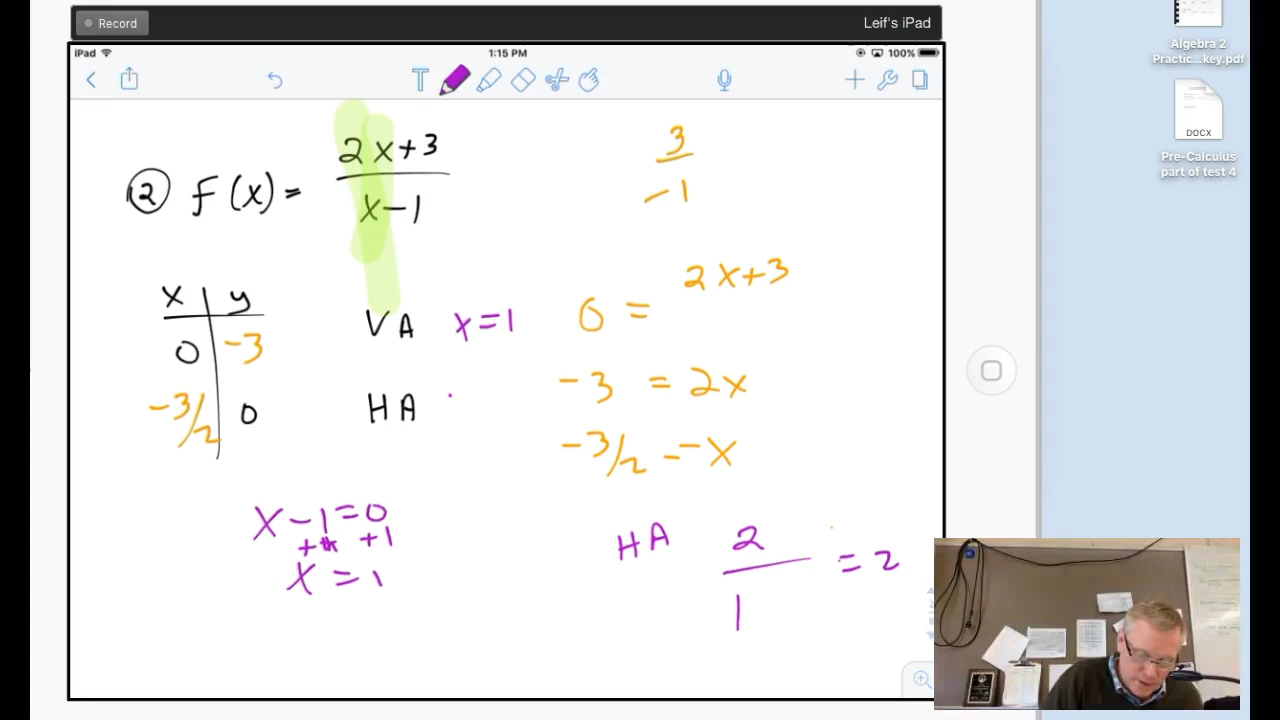 Record
Leif's iPad
iPad
1:15 PM
100%
T
12 f(x) = 2x+3
x-1
3
-1
x y
0 -3
-3/2 0
VA x=1
HA
0 = 2x+3
-3 = 2x
-3/2 = -x
x-1=0
+1 +1
x = 1
HA 2 = 2
1
Algebra 2
Practic...key.pdf
DOCX
Pre-Calculus
part of test 4